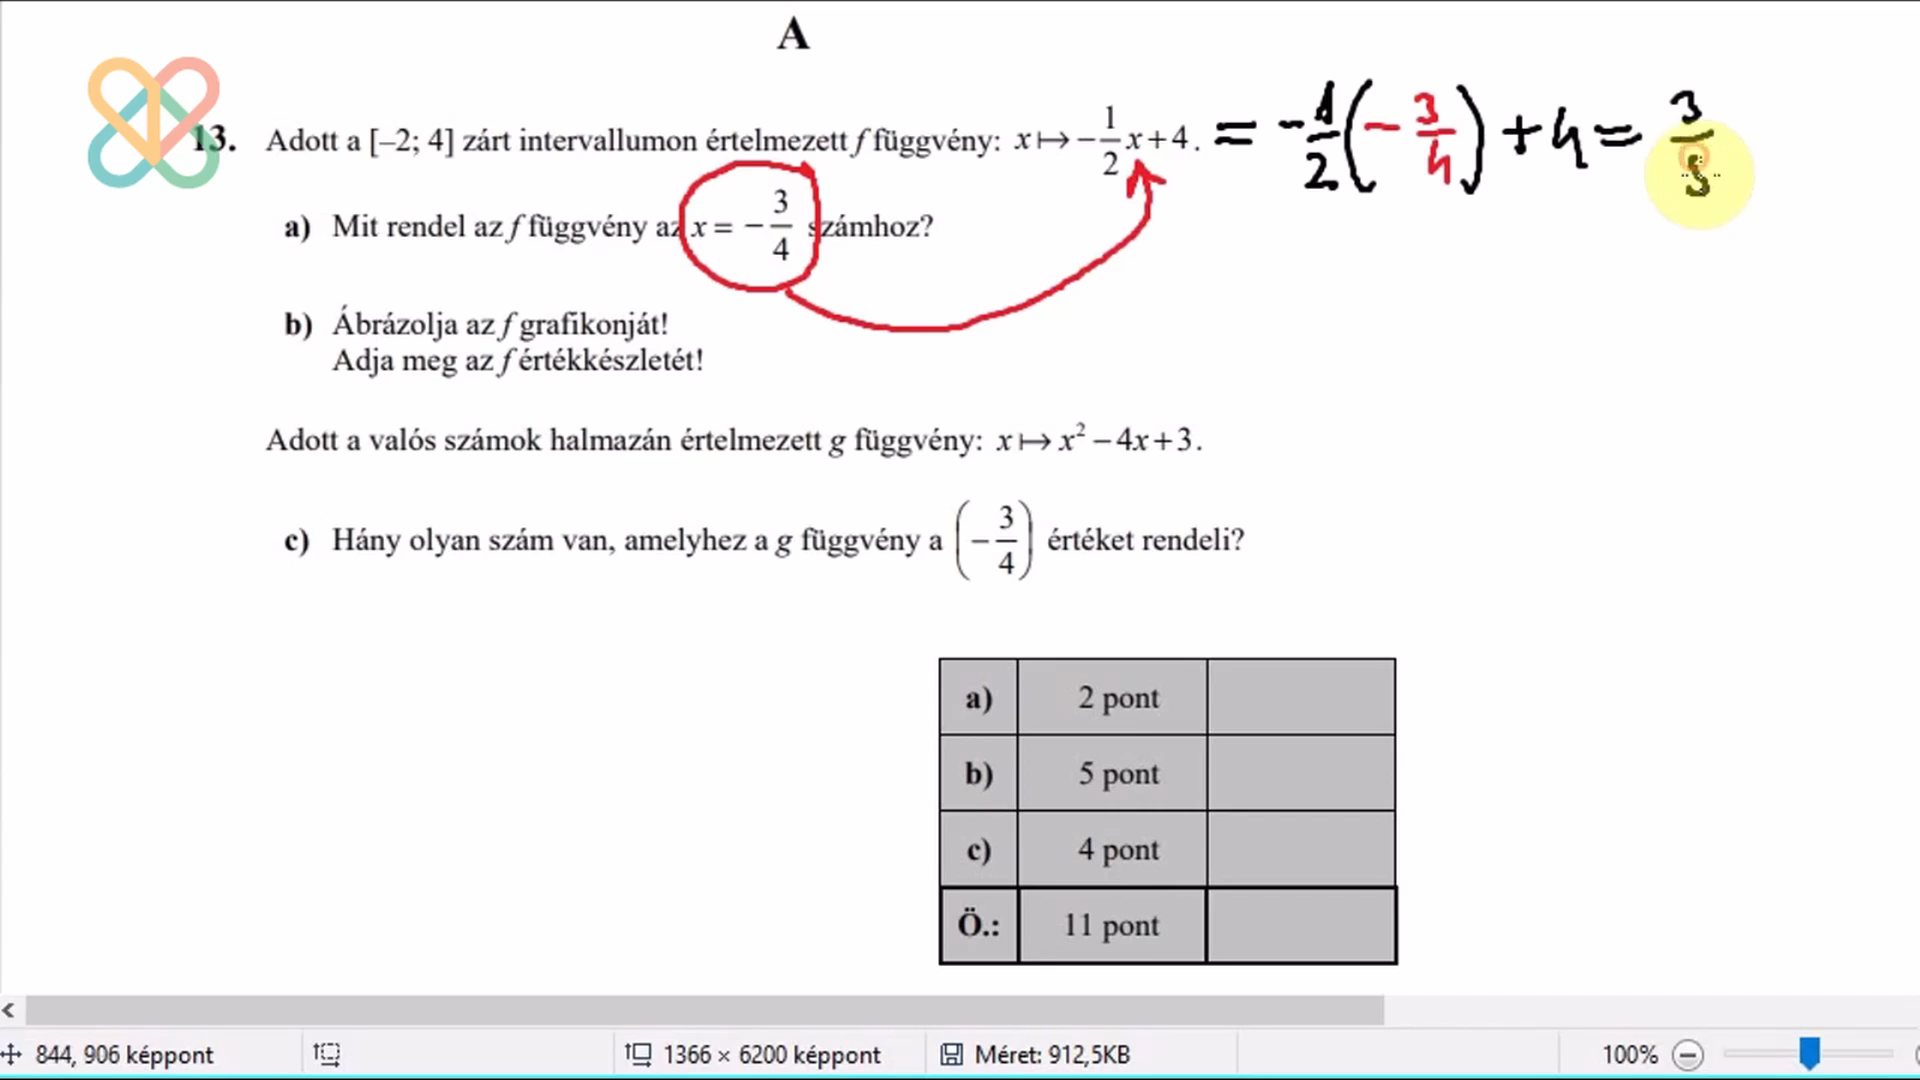 A
13. Adott a [–2; 4] zárt intervallumon értelmezett f függvény: x ↦ −1/2 x + 4. = −1/2 (−3/4) + 4 = 3/
a) Mit rendel az f függvény az x = −3/4 számhoz?
b) Ábrázolja az f grafikonját!
Adja meg az f értékkészletét!
Adott a valós számok halmazán értelmezett g függvény: x ↦ x² − 4x + 3.
c) Hány olyan szám van, amelyhez a g függvény a (−3/4) értéket rendeli?
a) 2 pont
b) 5 pont
c) 4 pont
Ö.: 11 pont
844, 906 képpont 1366 × 6200 képpont Méret: 912,5KB 100%